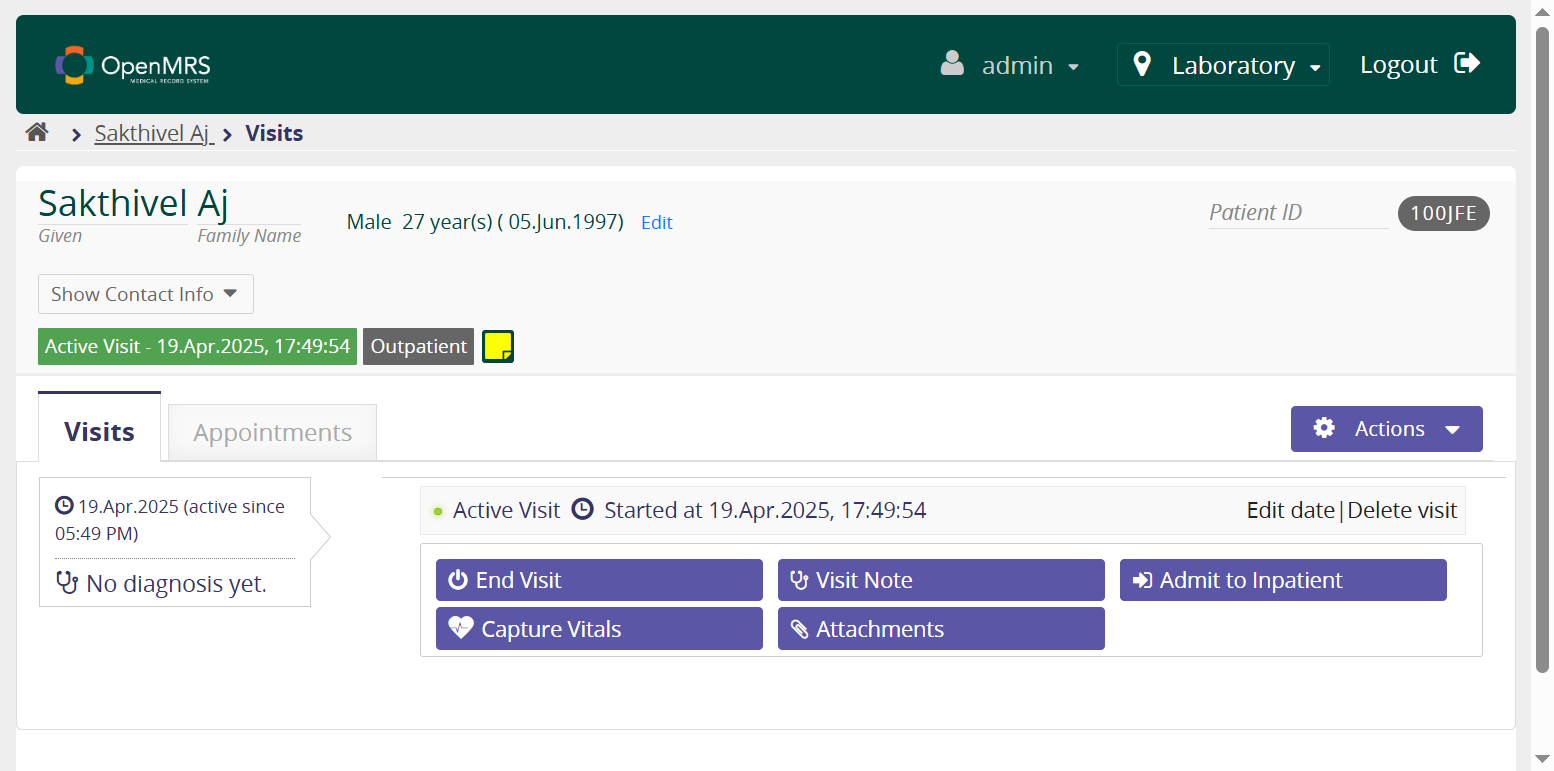 OpenMRS
MEDICAL RECORD SYSTEM
admin
Laboratory
Logout
Sakthivel Aj
Visits
Sakthivel Aj
Given Family Name
Male 27 year(s) ( 05.Jun.1997) Edit
Patient ID 100JFE
Show Contact Info
Active Visit - 19.Apr.2025, 17:49:54 Outpatient
Visits
Appointments
Actions
19.Apr.2025 (active since
05:49 PM)
No diagnosis yet.
Active Visit Started at 19.Apr.2025, 17:49:54
Edit date|Delete visit
End Visit
Visit Note
Admit to Inpatient
Capture Vitals
Attachments